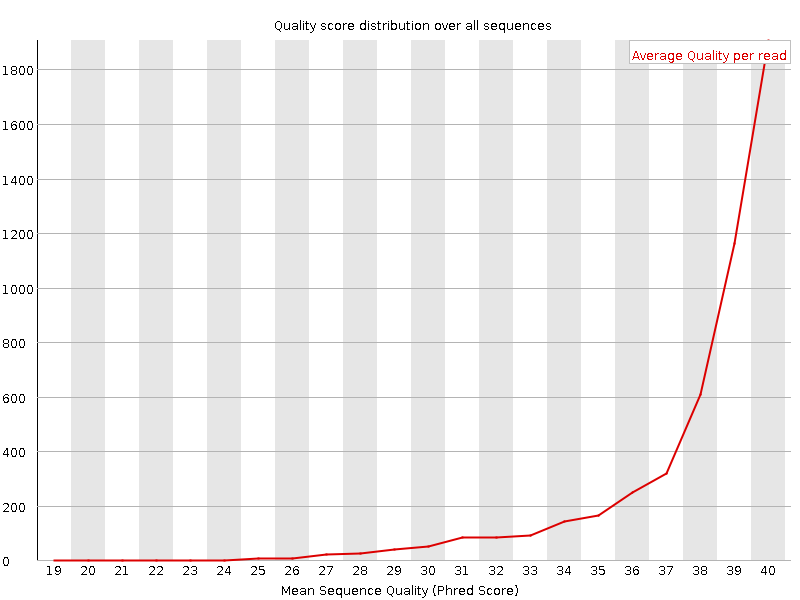 Quality score distribution over all sequences
Average Quality per read
1800
1600
1400
1200
1000
800
600
400
200
0
19 20 21 22 23 24 25 26 27 28 29 30 31 32 33 34 35 36 37 38 39 40
Mean Sequence Quality (Phred Score)